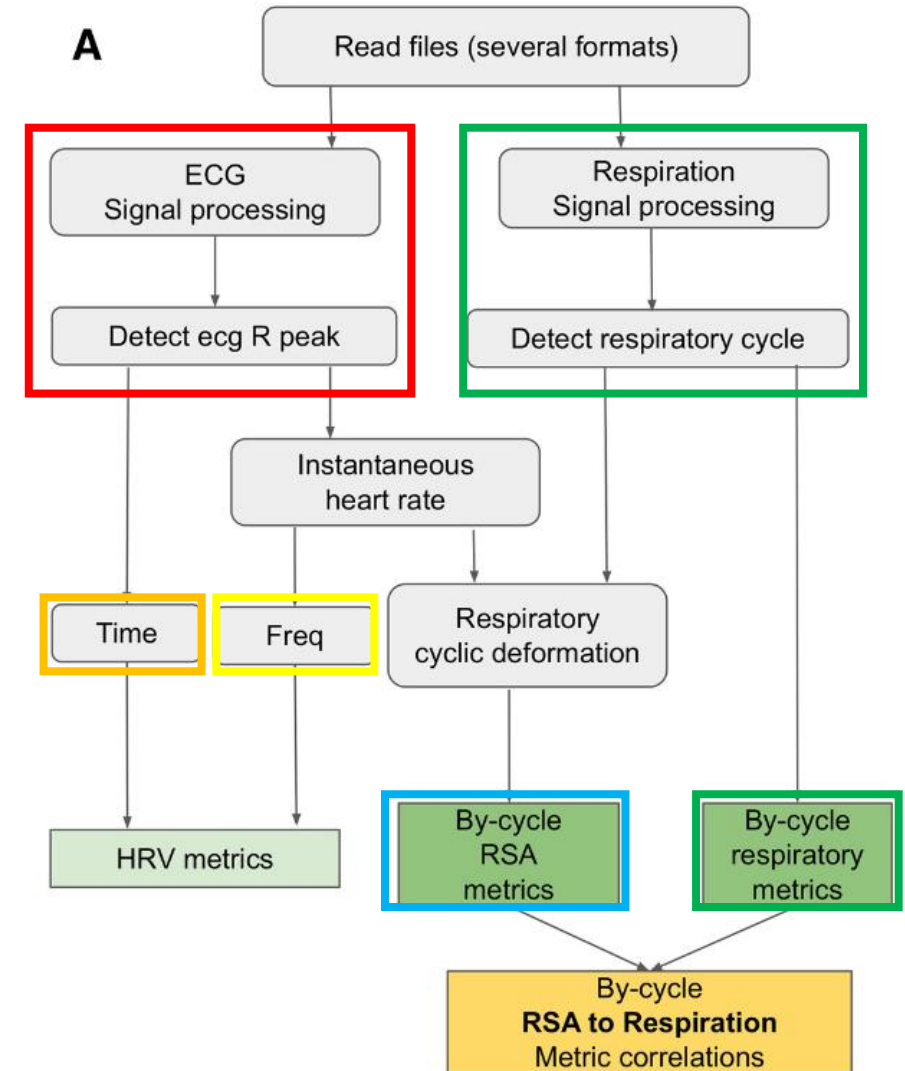 A
Read files (several formats)
ECG
Signal processing
Respiration
Signal processing
Detect ecg R peak
Detect respiratory cycle
Instantaneous
heart rate
Time
Freq
Respiratory
cyclic deformation
HRV metrics
By-cycle
RSA
metrics
By-cycle
respiratory
metrics
By-cycle
RSA to Respiration
Metric correlations